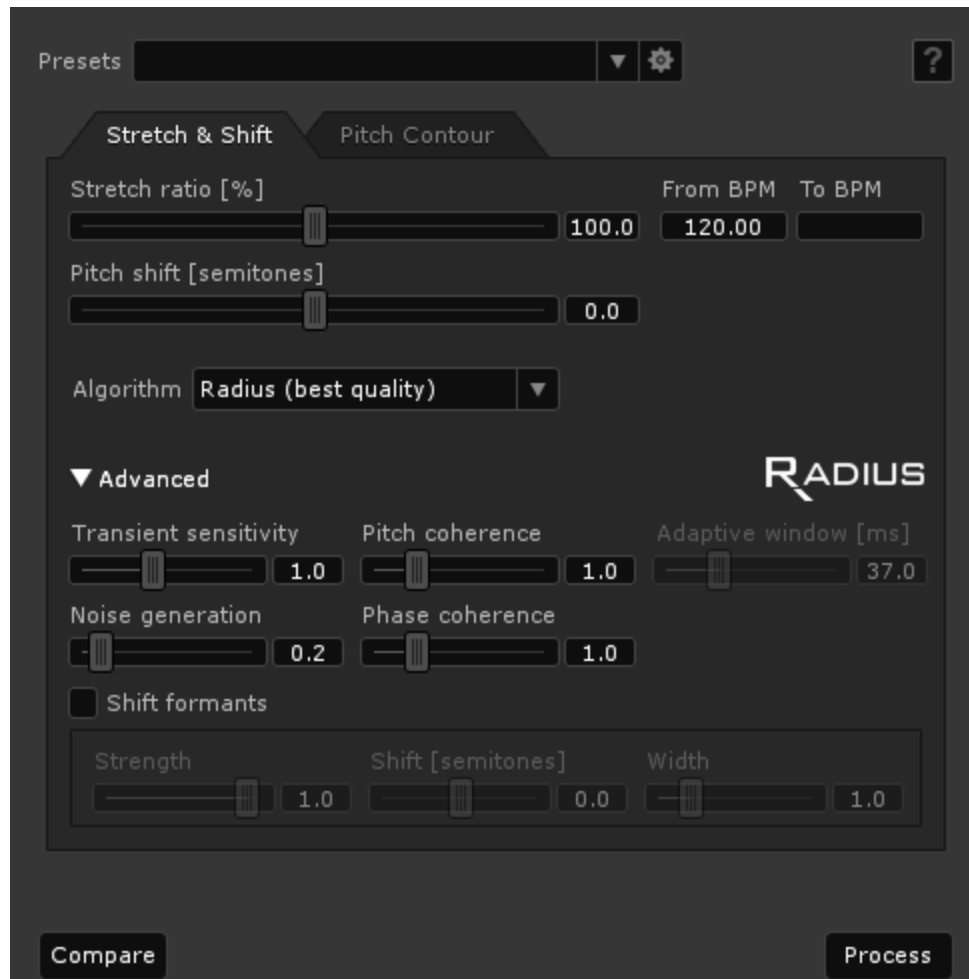 Presets
?
Stretch & Shift Pitch Contour
Stretch ratio [%] From BPM To BPM
100.0 120.00
Pitch shift [semitones]
0.0
Algorithm Radius (best quality)
Advanced RADIUS
Transient sensitivity Pitch coherence Adaptive window [ms]
1.0 1.0 37.0
Noise generation Phase coherence
0.2 1.0
Shift formants
Strength Shift [semitones] Width
1.0 0.0 1.0
Compare Process